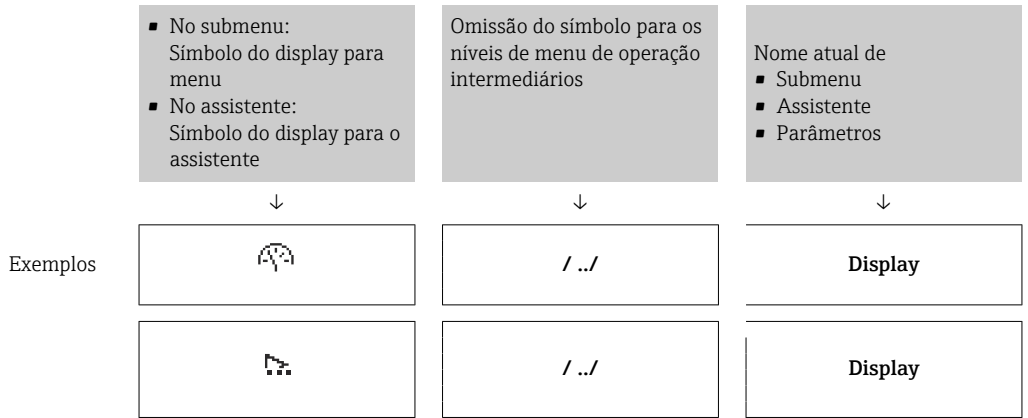 ▪ No submenu:
Símbolo do display para
menu
▪ No assistente:
Símbolo do display para o
assistente
Omissão do símbolo para os
níveis de menu de operação
intermediários
Nome atual de
▪ Submenu
▪ Assistente
▪ Parâmetros
↓ ↓ ↓
Exemplos
/ ../
Display
/ ../
Display